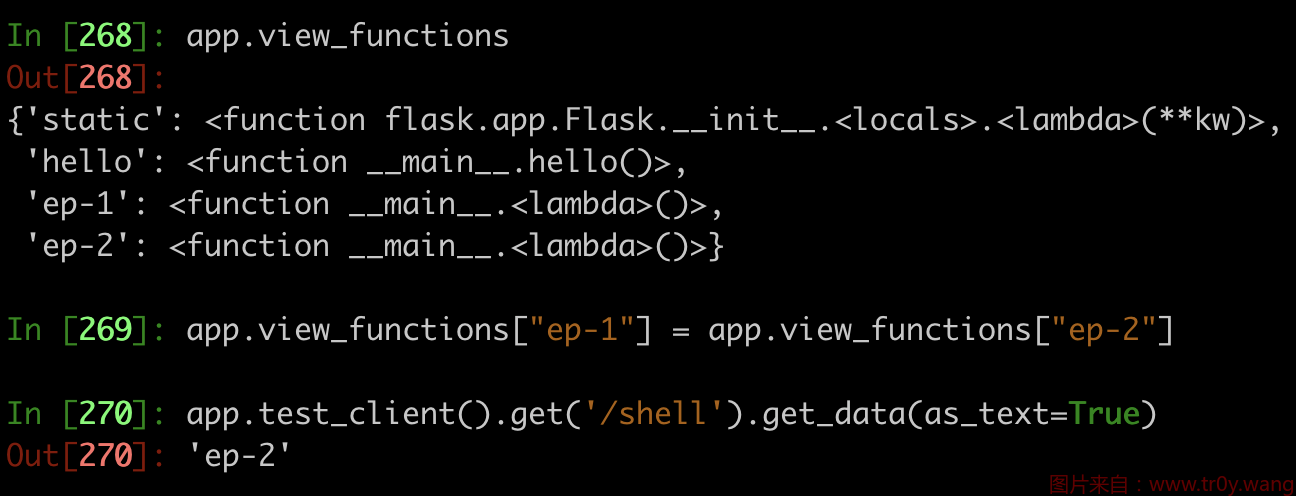 In [268]: app.view_functions
Out[268]:
{'static': <function flask.app.Flask.__init__.<locals>.<lambda>(**kw)>,
 'hello': <function __main__.hello()>,
 'ep-1': <function __main__.<lambda>()>,
 'ep-2': <function __main__.<lambda>()>}
In [269]: app.view_functions["ep-1"] = app.view_functions["ep-2"]
In [270]: app.test_client().get('/shell').get_data(as_text=True)
Out[270]: 'ep-2'
图片来自：www.tr0y.wang